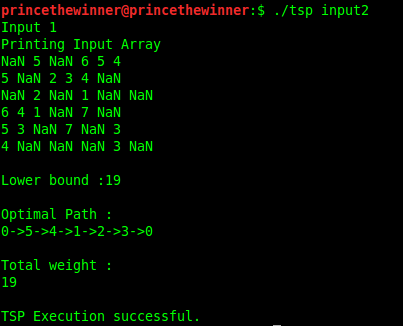 princethewinner@princethewinner:$ ./tsp input2
Input 1
Printing Input Array
NaN 5 NaN 6 5 4
5 NaN 2 3 4 NaN
NaN 2 NaN 1 NaN NaN
6 4 1 NaN 7 NaN
5 3 NaN 7 NaN 3
4 NaN NaN NaN 3 NaN
Lower bound :19
Optimal Path :
0->5->4->1->2->3->0
Total weight :
19
TSP Execution successful.